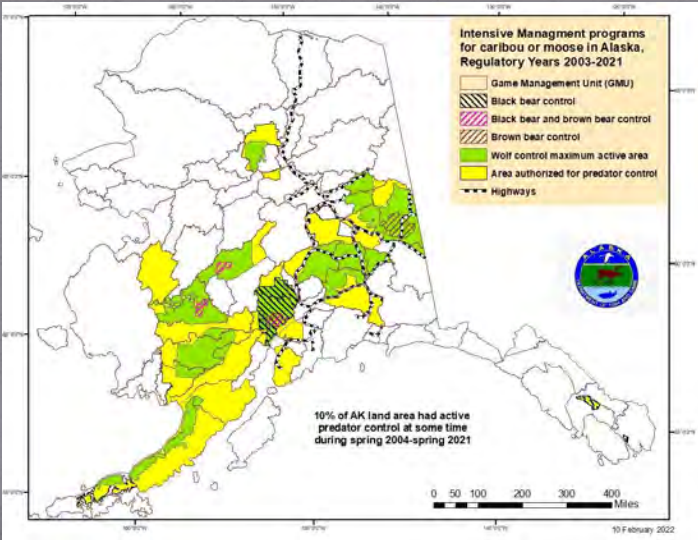 Intensive Managment programs
for caribou or moose in Alaska,
Regulatory Years 2003-2021
Game Management Unit (GMU)
Black bear control
Black bear and brown bear control
Brown bear control
Wolf control maximum active area
Area authorized for predator control
Highways
ALASKA
10% of AK land area had active
predator control at some time
during spring 2004-spring 2021
0 50 100 200 300 400
Miles
10 February 2022